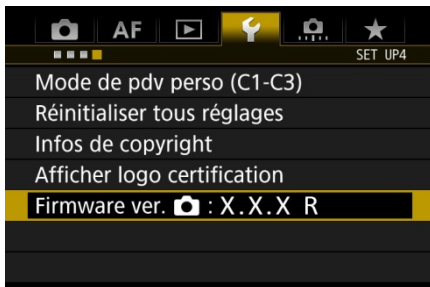 AF
SET UP4
Mode de pdv perso (C1-C3)
Réinitialiser tous réglages
Infos de copyright
Afficher logo certification
Firmware ver. : X.X.X R